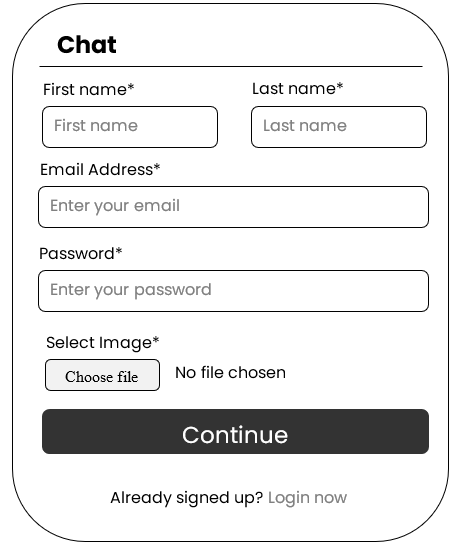 Chat
First name* Last name*
First name Last name
Email Address*
Enter your email
Password*
Enter your password
Select Image*
Choose file No file chosen
Continue
Already signed up? Login now